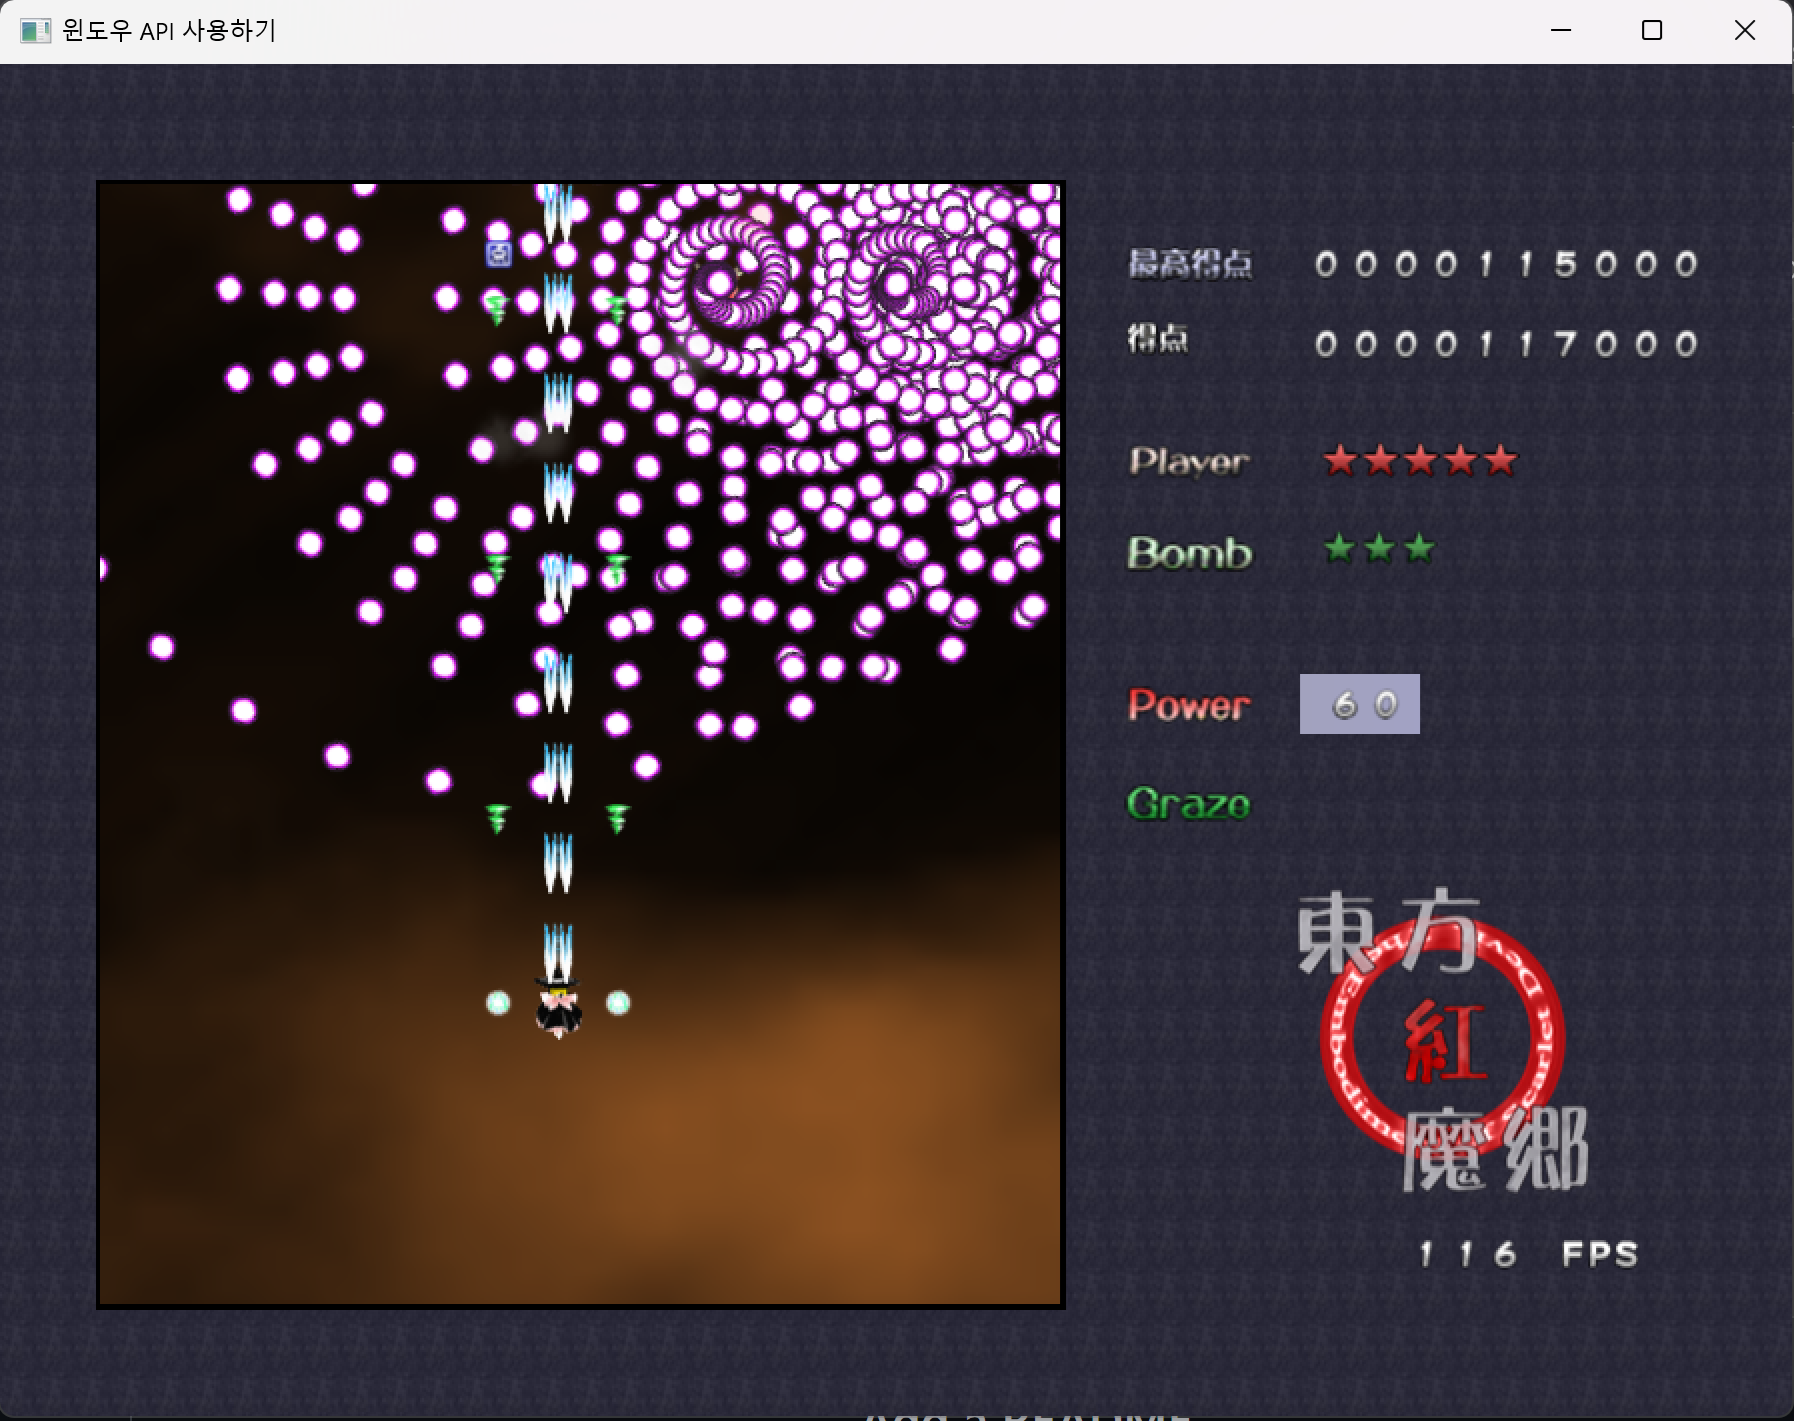 윈도우 API 사용하기
最高得点 0000115000
得点 0000117000
Player
Bomb
Power 60
Graze
東方
紅
魔郷
116 FPS